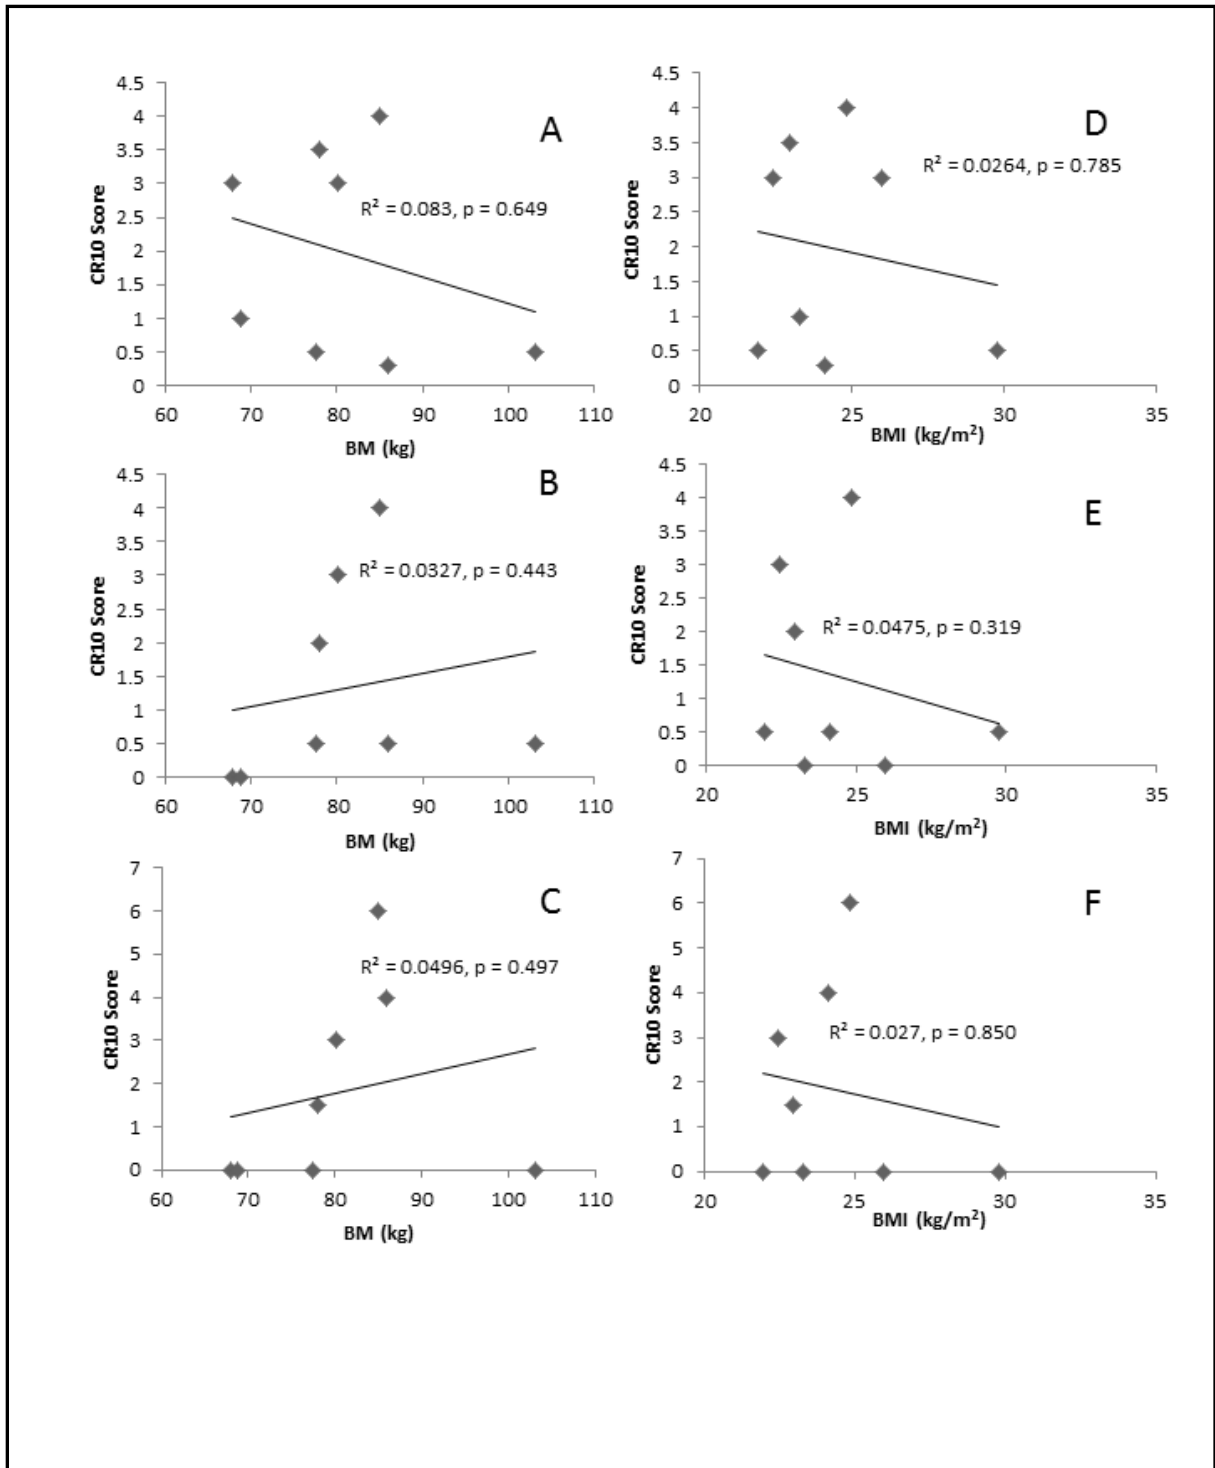 A
CR10 Score
4.5
4
3.5
3
2.5
2
1.5
1
0.5
0
R² = 0.083, p = 0.649
60 70 80 90 100 110
BM (kg)
D
CR10 Score
4.5
4
3.5
3
2.5
2
1.5
1
0.5
0
R² = 0.0264, p = 0.785
20 25 30 35
BMI (kg/m²)
B
CR10 Score
4.5
4
3.5
3
2.5
2
1.5
1
0.5
0
R² = 0.0327, p = 0.443
60 70 80 90 100 110
BM (kg)
E
CR10 Score
4.5
4
3.5
3
2.5
2
1.5
1
0.5
0
R² = 0.0475, p = 0.319
20 25 30 35
BMI (kg/m²)
C
CR10 Score
7
6
5
4
3
2
1
0
R² = 0.0496, p = 0.497
60 70 80 90 100 110
BM (kg)
F
CR10 Score
7
6
5
4
3
2
1
0
R² = 0.027, p = 0.850
20 25 30 35
BMI (kg/m²)